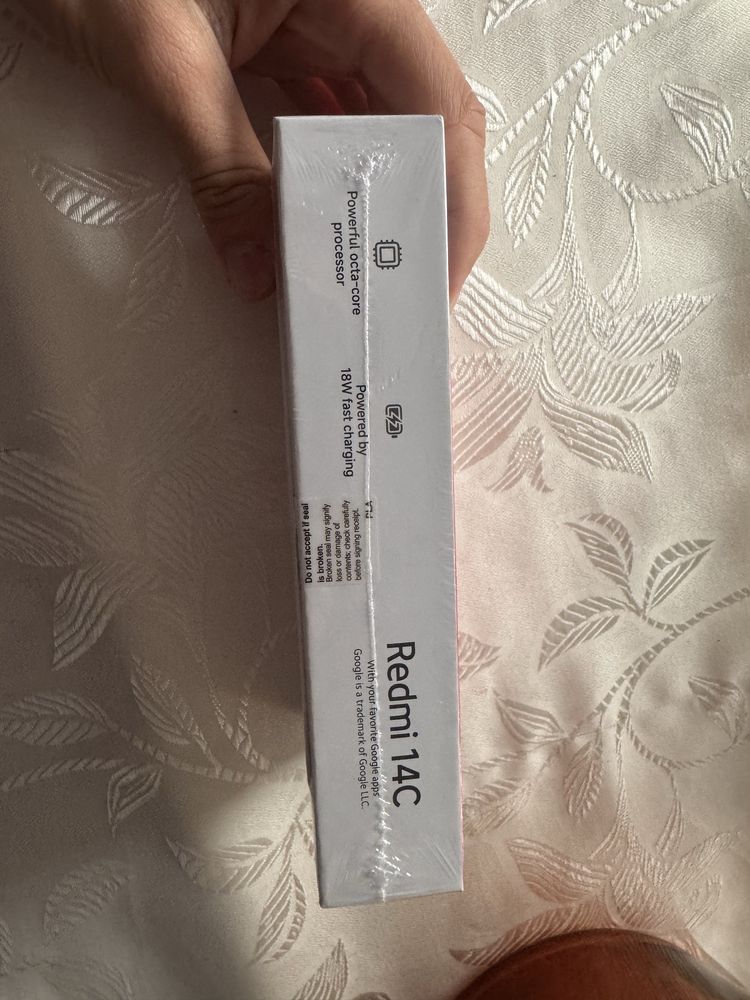 Powerful octa-core
processor
Powered by
18W fast charging
Do not accept if seal
is broken.
Broken seal may signify
loss or damage of
contents: check carefully
before signing receipt.
Redmi 14C
With your favorite Google apps
Google is a trademark of Google LLC.